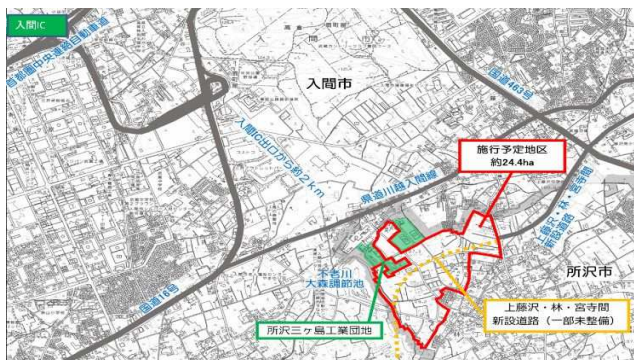 入間IC
首都圏中央連絡自動車道
入間市
国道463号
入間IC出口から約2km
施行予定地区
約24.4ha
県道川越入間線
上藤沢・林・宮寺間
新設道路
不老川
大森調節池
所沢市
国道16号
所沢三ヶ島工業団地
上藤沢・林・宮寺間
新設道路(一部未整備)